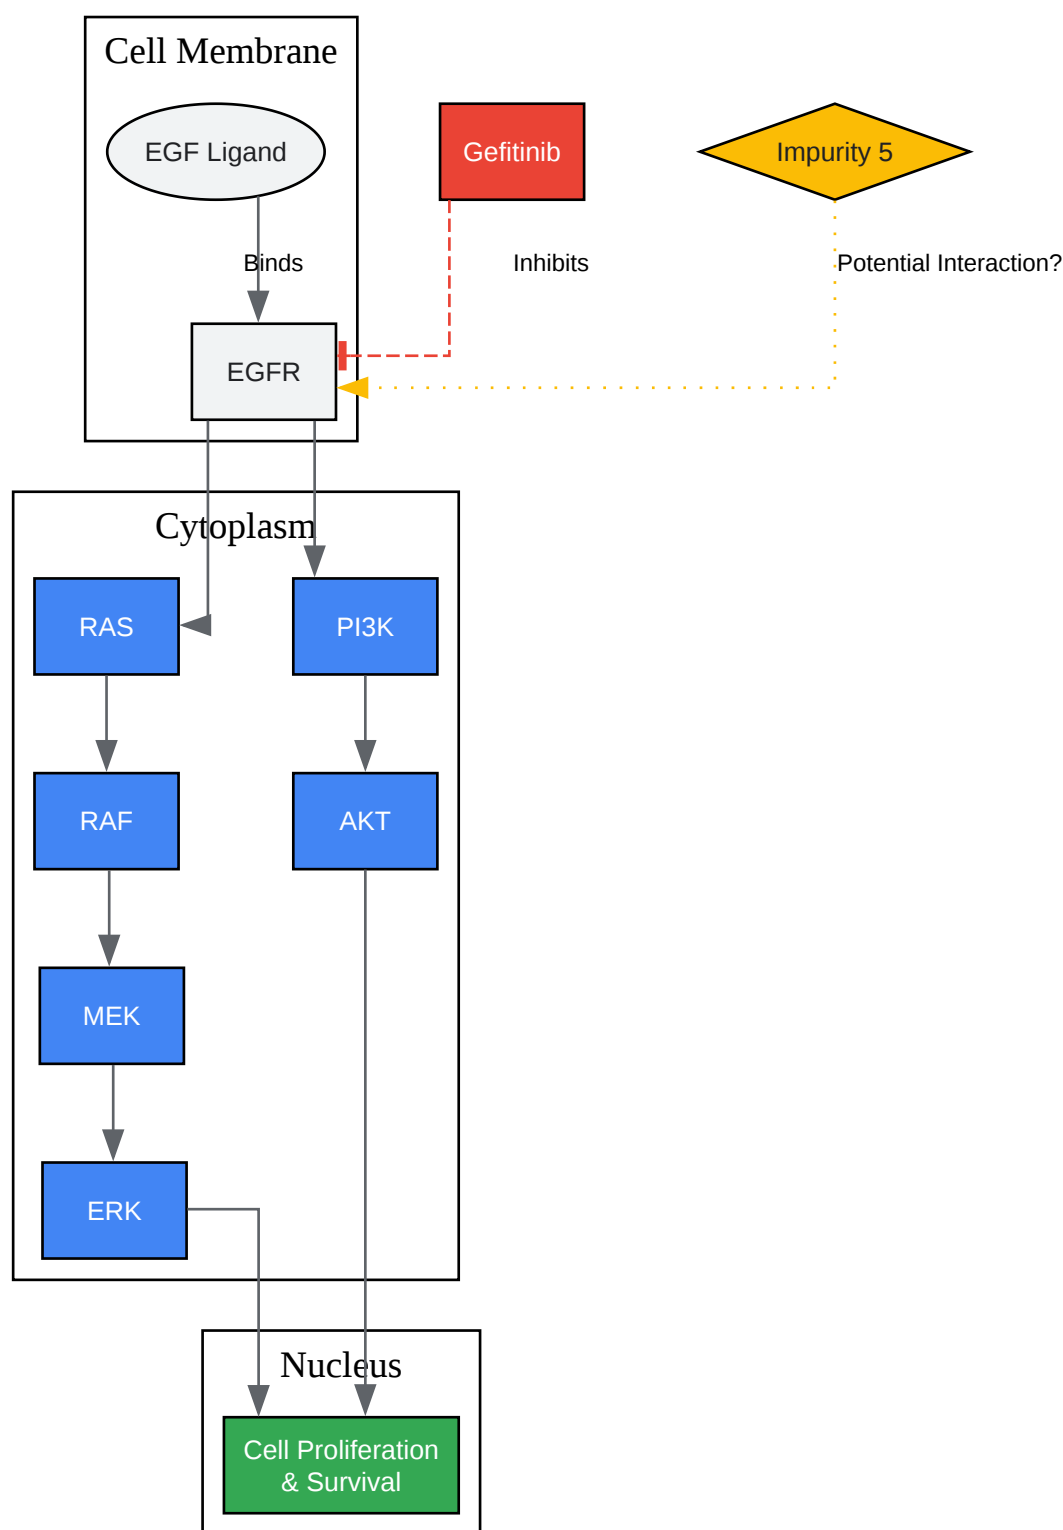 Cell Membrane
EGF Ligand
Gefitinib
Impurity 5
Binds
Inhibits
Potential Interaction?
EGFR
Cytoplasm
RAS
PI3K
RAF
AKT
MEK
ERK
Nucleus
Cell Proliferation
& Survival